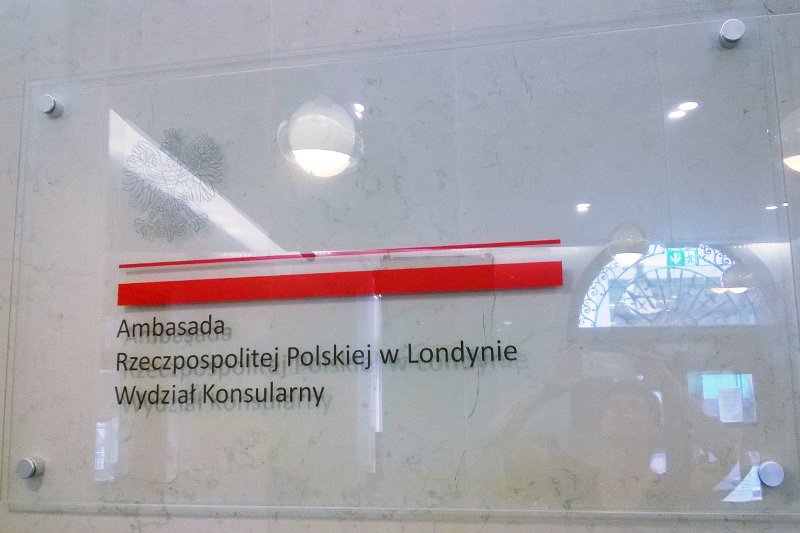 Ambasada
Rzeczpospolitej Polskiej w Londynie
Wydział Konsularny